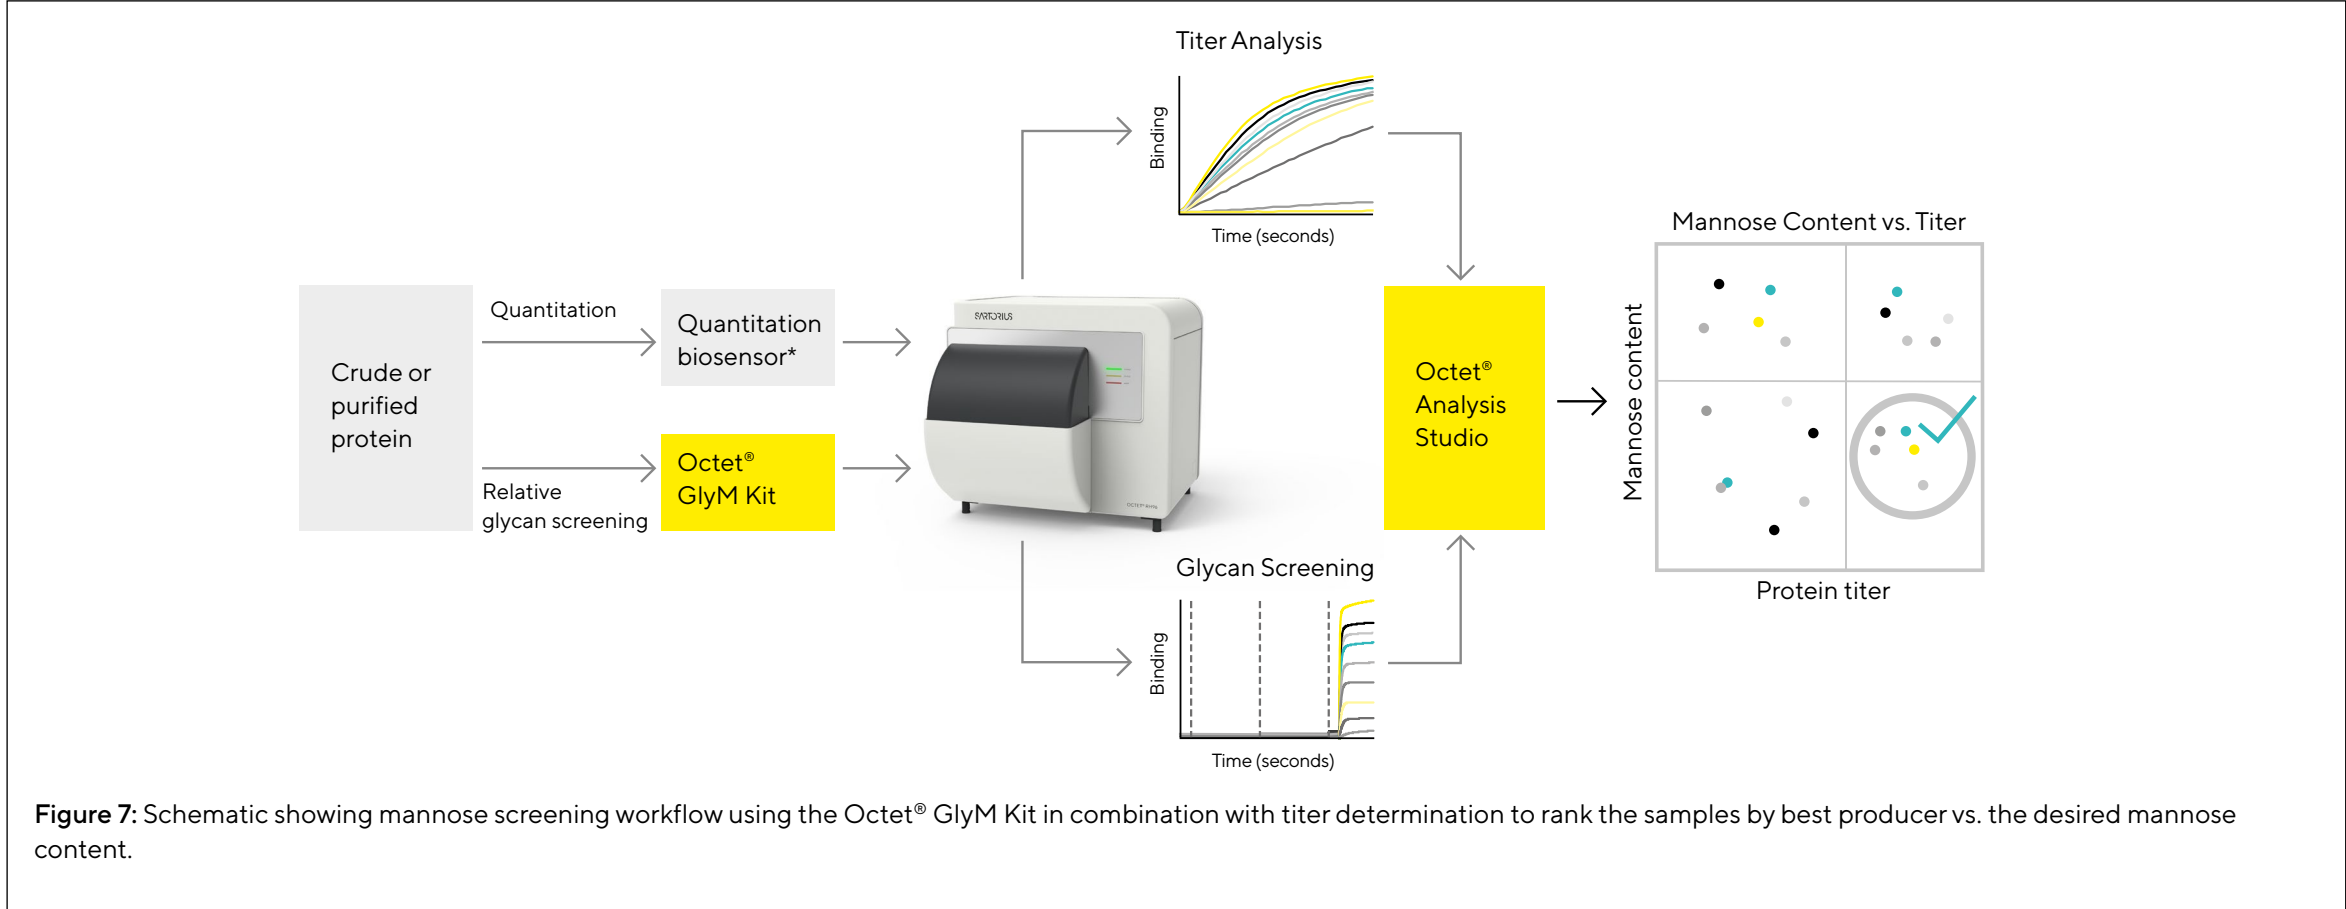 Titer Analysis
Binding
Time (seconds)
Crude or
purified
protein
Quantitation
Relative
glycan screening
Quantitation
biosensor*
Octet®
GlyM Kit
SARTORIUS
Glycan Screening
Binding
Time (seconds)
Octet®
Analysis
Studio
Mannose Content vs. Titer
Mannose content
Protein titer
Figure 7: Schematic showing mannose screening workflow using the Octet® GlyM Kit in combination with titer determination to rank the samples by best producer vs. the desired mannose
content.